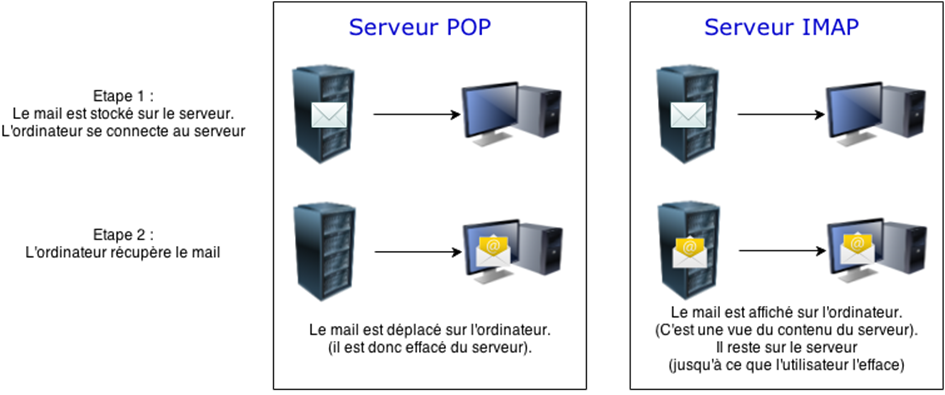 Serveur POP
Serveur IMAP
Etape 1 :
Le mail est stocké sur le serveur.
L'ordinateur se connecte au serveur
Etape 2 :
L'ordinateur récupère le mail
Le mail est déplacé sur l'ordinateur.
(il est donc effacé du serveur).
Le mail est affiché sur l'ordinateur.
(C'est une vue du contenu du serveur).
Il reste sur le serveur
(jusqu'à ce que l'utilisateur l'efface)